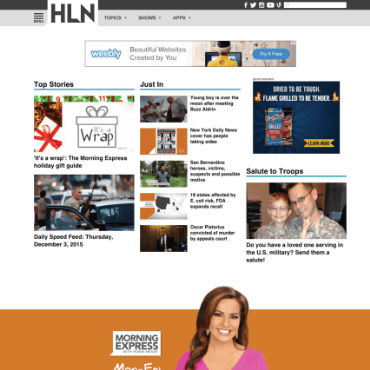 MENU
HLN
TOPICS
SHOWS
APPS
weebly
Beautiful Websites
Created by You
Try It Free
Top Stories
It's a
Wrap
'It's a wrap': The Morning Express
holiday gift guide
Daily Speed Feed: Thursday,
December 3, 2015
Just In
Young boy is over the
moon after meeting
Buzz Aldrin
New York Daily News
cover has people
taking sides
San Bernardino
heroes, victims,
suspects and possible
motive
18 states affected by
E. coli risk, FDA
expands recall
Oscar Pistorius
convicted of murder
by appeals court
ADVERTISEMENT
DRIED TO BE TOUGH.
FLAME GRILLED TO BE TENDER.
LEARN MORE
Salute to Troops
Do you have a loved one serving in
the U.S. military? Send them a
salute!
MORNING
EXPRESS
WITH ROBIN MEADE
Mon-Fri